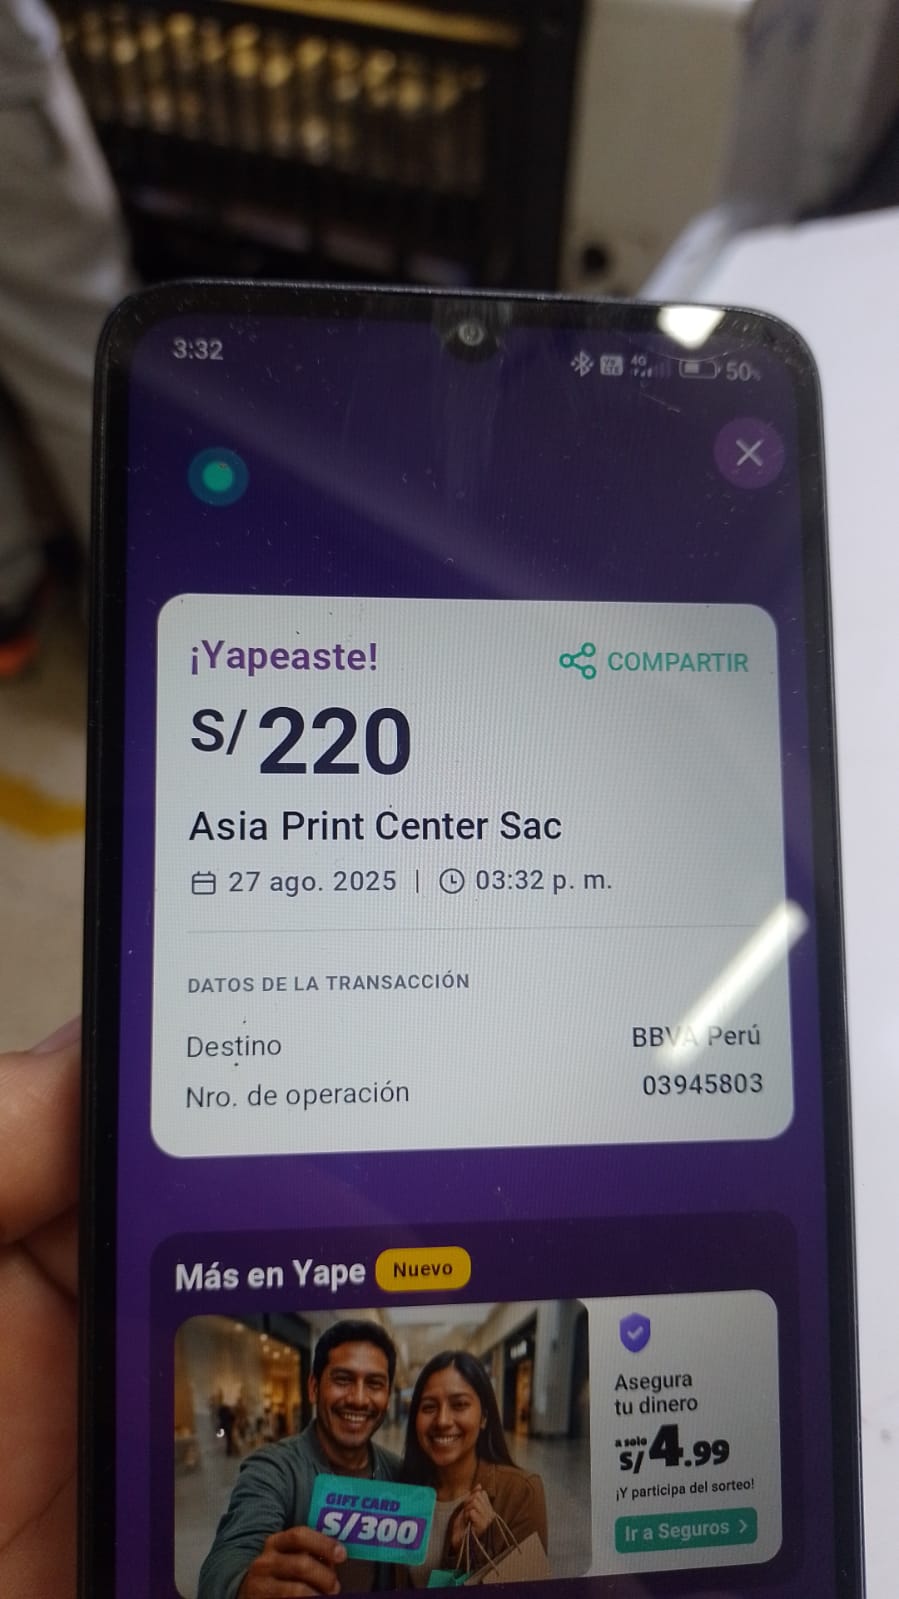 3:32
4G 50%
¡Yapeaste!
COMPARTIR
S/220
Asia Print Center Sac
27 ago. 2025 | 03:32 p. m.
DATOS DE LA TRANSACCIÓN
Destino BBVA Perú
Nro. de operación 03945803
Más en Yape Nuevo
Asegura
tu dinero
a solo
S/4.99
¡Y participa del sorteo!
Ir a Seguros >
GIFT CARD
S/300